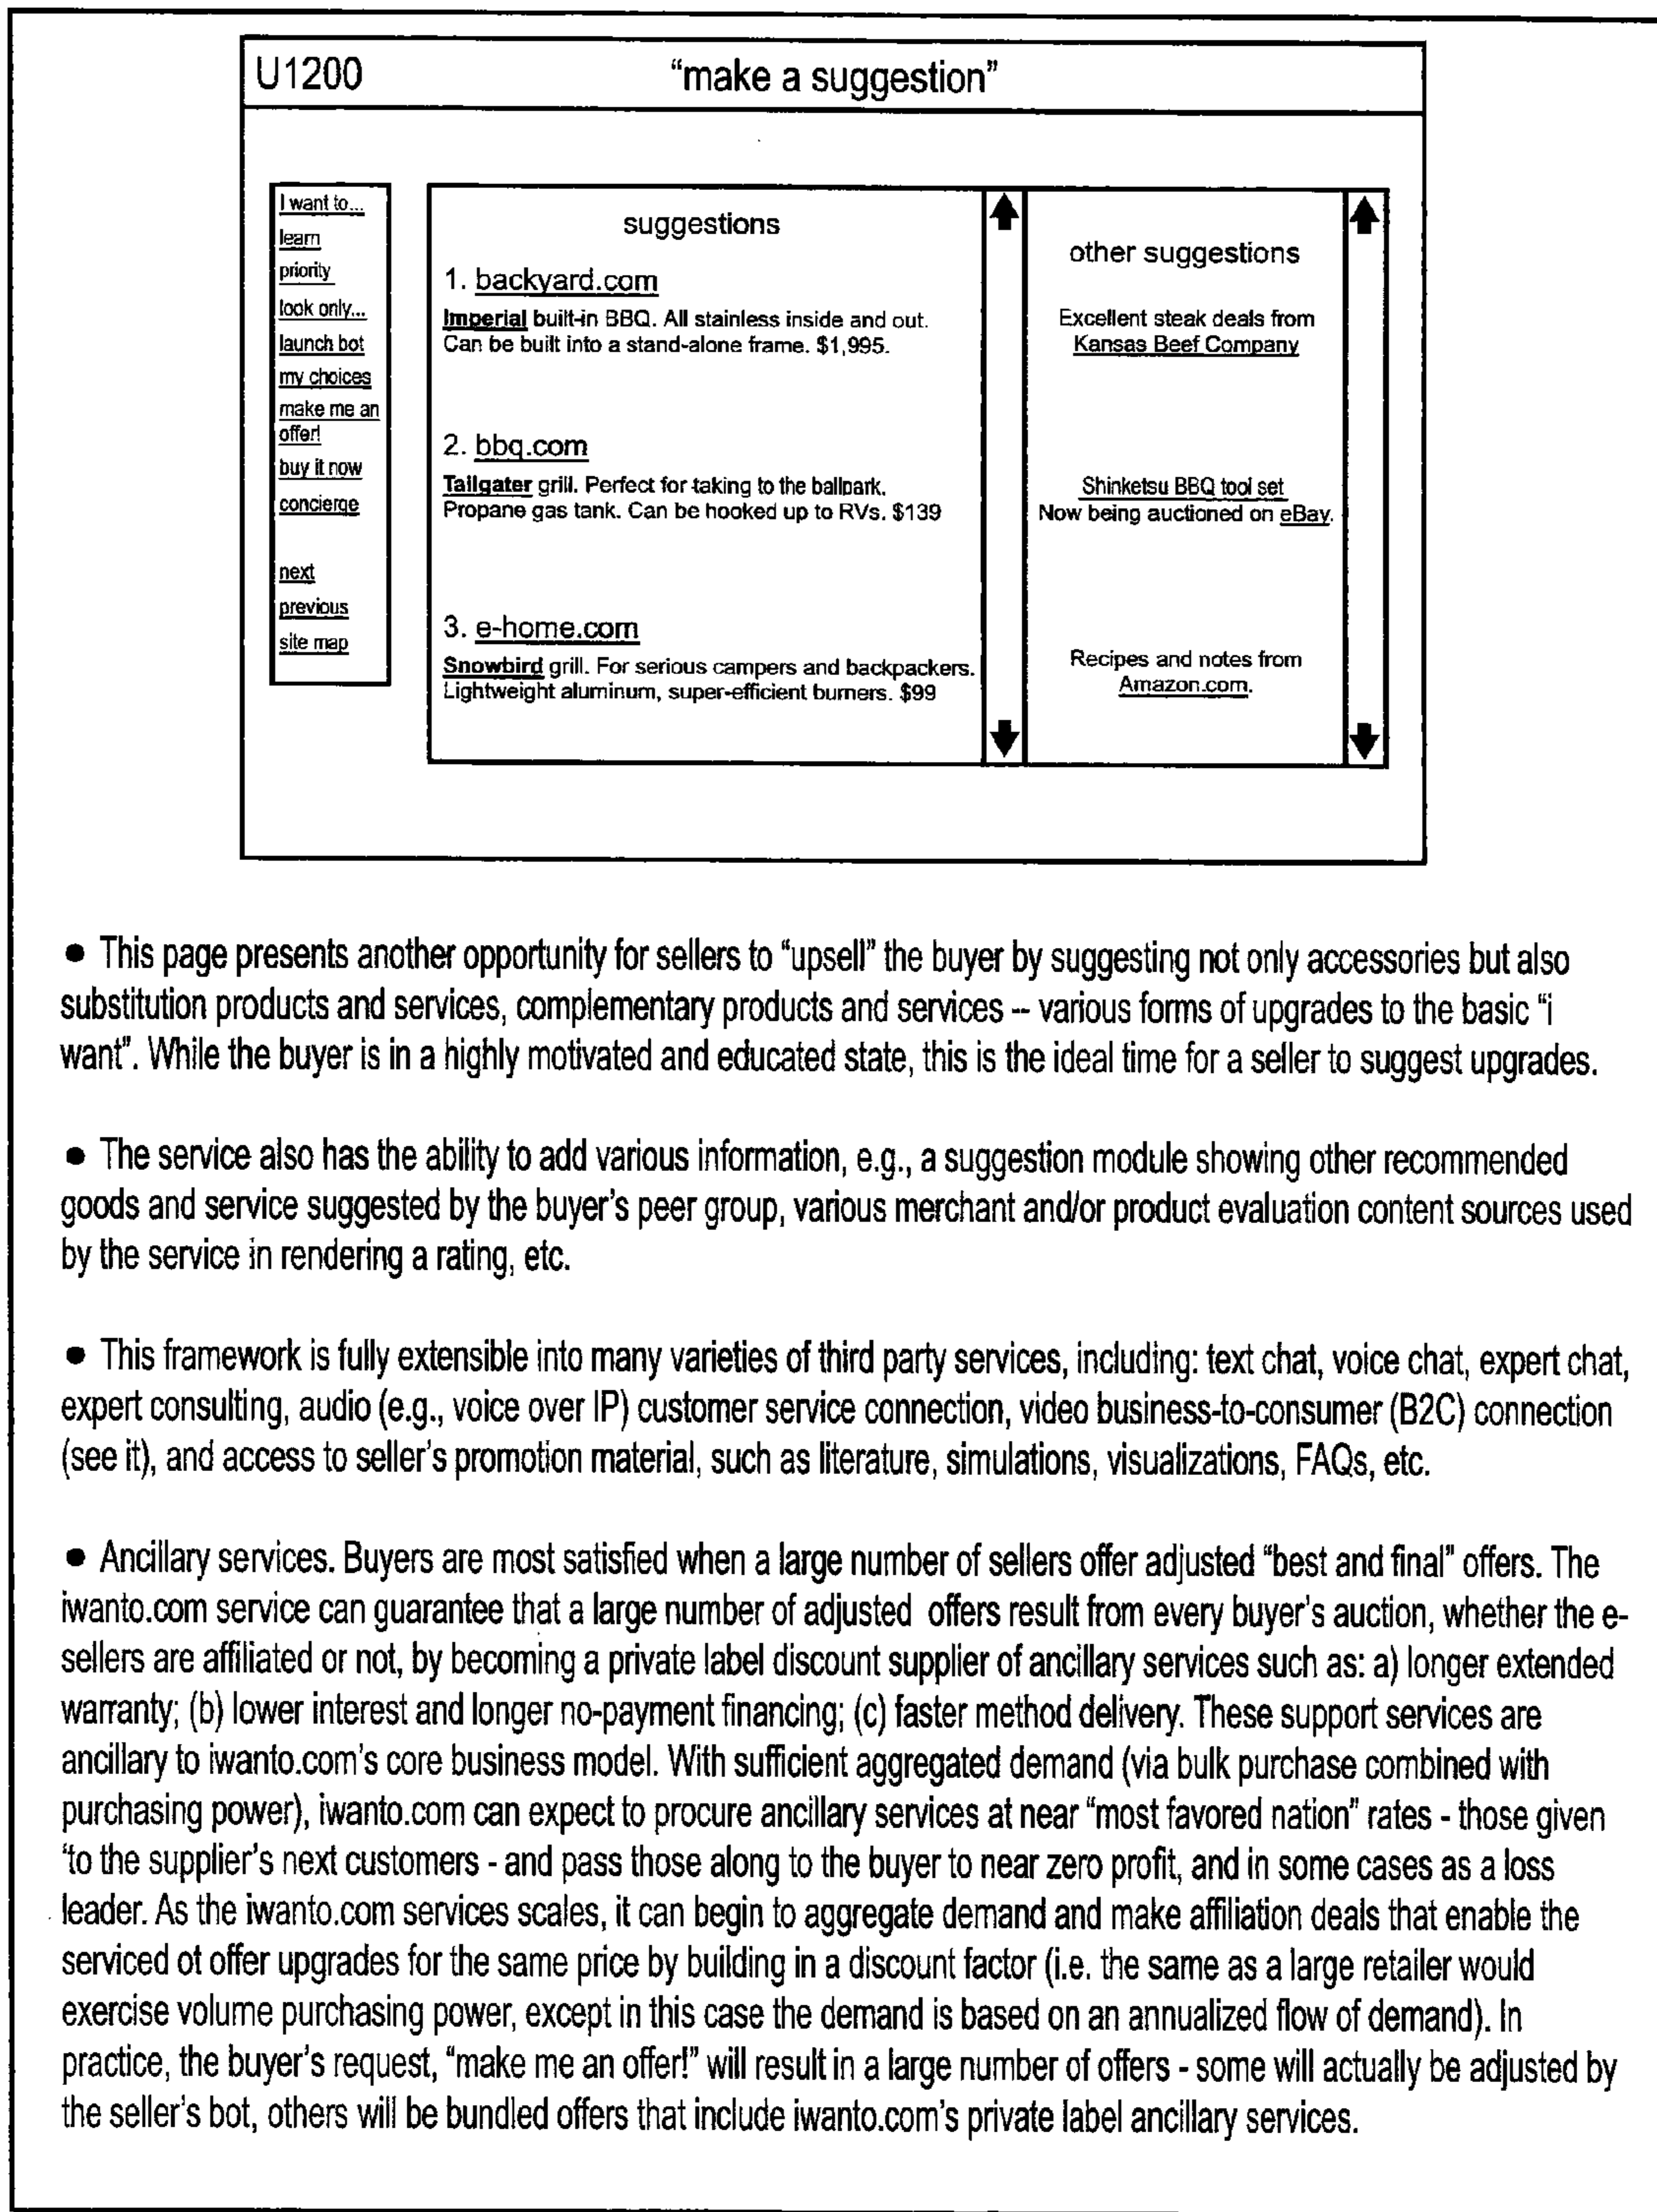 U1200
“make a suggestion”
I want to...
learn
priority
look only...
launch bot
my choices
make me an
offer!
buy it now
concierge
next
previous
site map
suggestions
1. backyard.com
Imperial built-in BBQ. All stainless inside and out.
Can be built into a stand-alone frame. $1,995.
2. bbq.com
Tailgater grill. Perfect for taking to the ballpark.
Propane gas tank. Can be hooked up to RVs. $139
3. e-home.com
Snowbird grill. For serious campers and backpackers.
Lightweight aluminum, super-efficient burners. $99
other suggestions
Excellent steak deals from
Kansas Beef Company
Shinketsu BBQ tool set
Now being auctioned on eBay.
Recipes and notes from
Amazon.com.
● This page presents another opportunity for sellers to “upsell” the buyer by suggesting not only accessories but also
substitution products and services, complementary products and services -- various forms of upgrades to the basic “i
want”. While the buyer is in a highly motivated and educated state, this is the ideal time for a seller to suggest upgrades.
● The service also has the ability to add various information, e.g., a suggestion module showing other recommended
goods and service suggested by the buyer's peer group, various merchant and/or product evaluation content sources used
by the service in rendering a rating, etc.
● This framework is fully extensible into many varieties of third party services, including: text chat, voice chat, expert chat,
expert consulting, audio (e.g., voice over IP) customer service connection, video business-to-consumer (B2C) connection
(see it), and access to seller's promotion material, such as literature, simulations, visualizations, FAQs, etc.
● Ancillary services. Buyers are most satisfied when a large number of sellers offer adjusted “best and final” offers. The
iwanto.com service can guarantee that a large number of adjusted offers result from every buyer's auction, whether the e-
sellers are affiliated or not, by becoming a private label discount supplier of ancillary services such as: a) longer extended
warranty; (b) lower interest and longer no-payment financing; (c) faster method delivery. These support services are
ancillary to iwanto.com's core business model. With sufficient aggregated demand (via bulk purchase combined with
purchasing power), iwanto.com can expect to procure ancillary services at near “most favored nation” rates - those given
‘to the supplier's next customers - and pass those along to the buyer to near zero profit, and in some cases as a loss
leader. As the iwanto.com services scales, it can begin to aggregate demand and make affiliation deals that enable the
serviced ot offer upgrades for the same price by building in a discount factor (i.e. the same as a large retailer would
exercise volume purchasing power, except in this case the demand is based on an annualized flow of demand). In
practice, the buyer's request, “make me an offer!” will result in a large number of offers - some will actually be adjusted by
the seller's bot, others will be bundled offers that include iwanto.com's private label ancillary services.